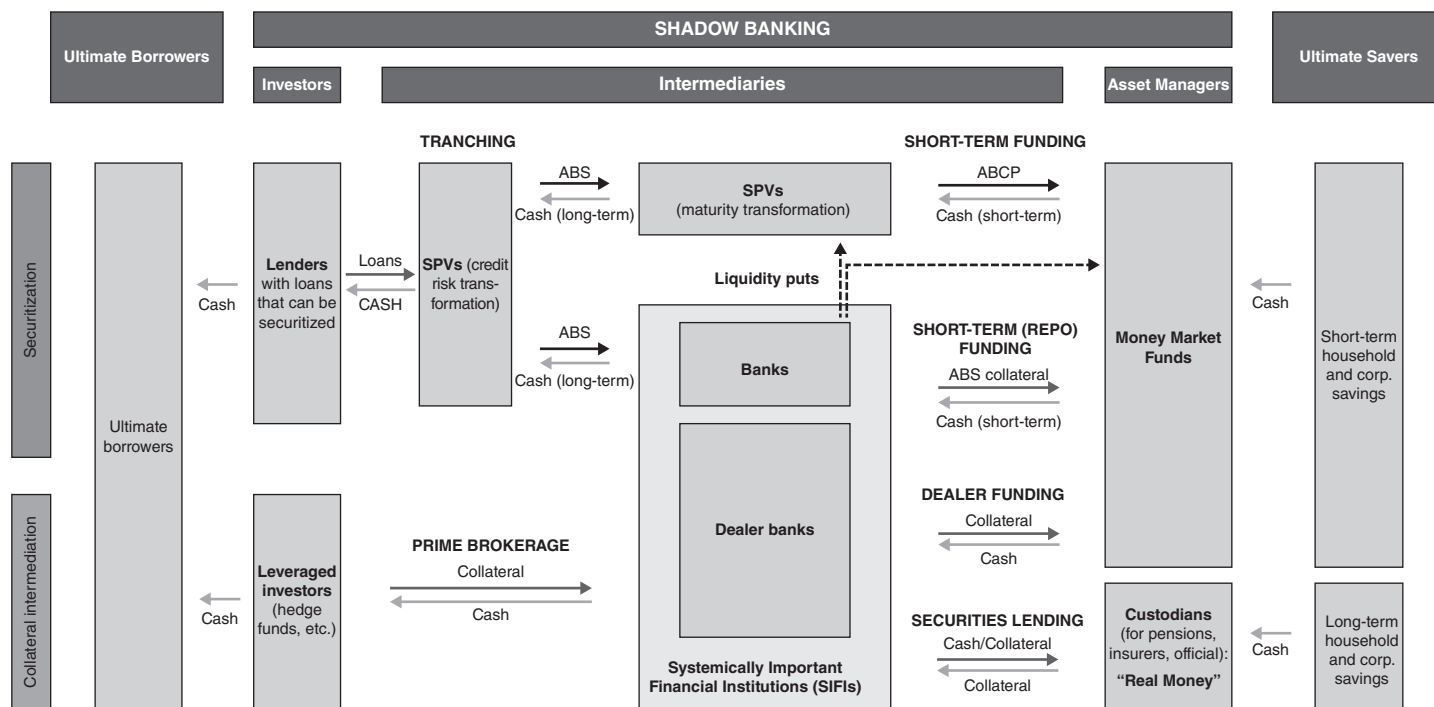 SHADOW BANKING
Ultimate Borrowers
Ultimate Savers
Investors
Intermediaries
Asset Managers
TRANCHING
SHORT-TERM FUNDING
ABS
Cash (long-term)
SPVs
(maturity transformation)
ABCP
Cash (short-term)
Securitization
Ultimate
borrowers
Cash
Lenders
with loans
that can be
securitized
Loans
CASH
SPVs (credit
risk trans-
formation)
Liquidity puts
ABS
Cash (long-term)
Banks
SHORT-TERM (REPO)
FUNDING
ABS collateral
Cash (short-term)
Money Market
Funds
Cash
Short-term
household
and corp.
savings
Collateral intermediation
Cash
Leveraged
investors
(hedge
funds, etc.)
PRIME BROKERAGE
Collateral
Cash
Dealer banks
DEALER FUNDING
Collateral
Cash
Systemically Important
Financial Institutions (SIFIs)
SECURITIES LENDING
Cash/Collateral
Collateral
Custodians
(for pensions,
insurers, official):
“Real Money”
Cash
Long-term
household
and corp.
savings